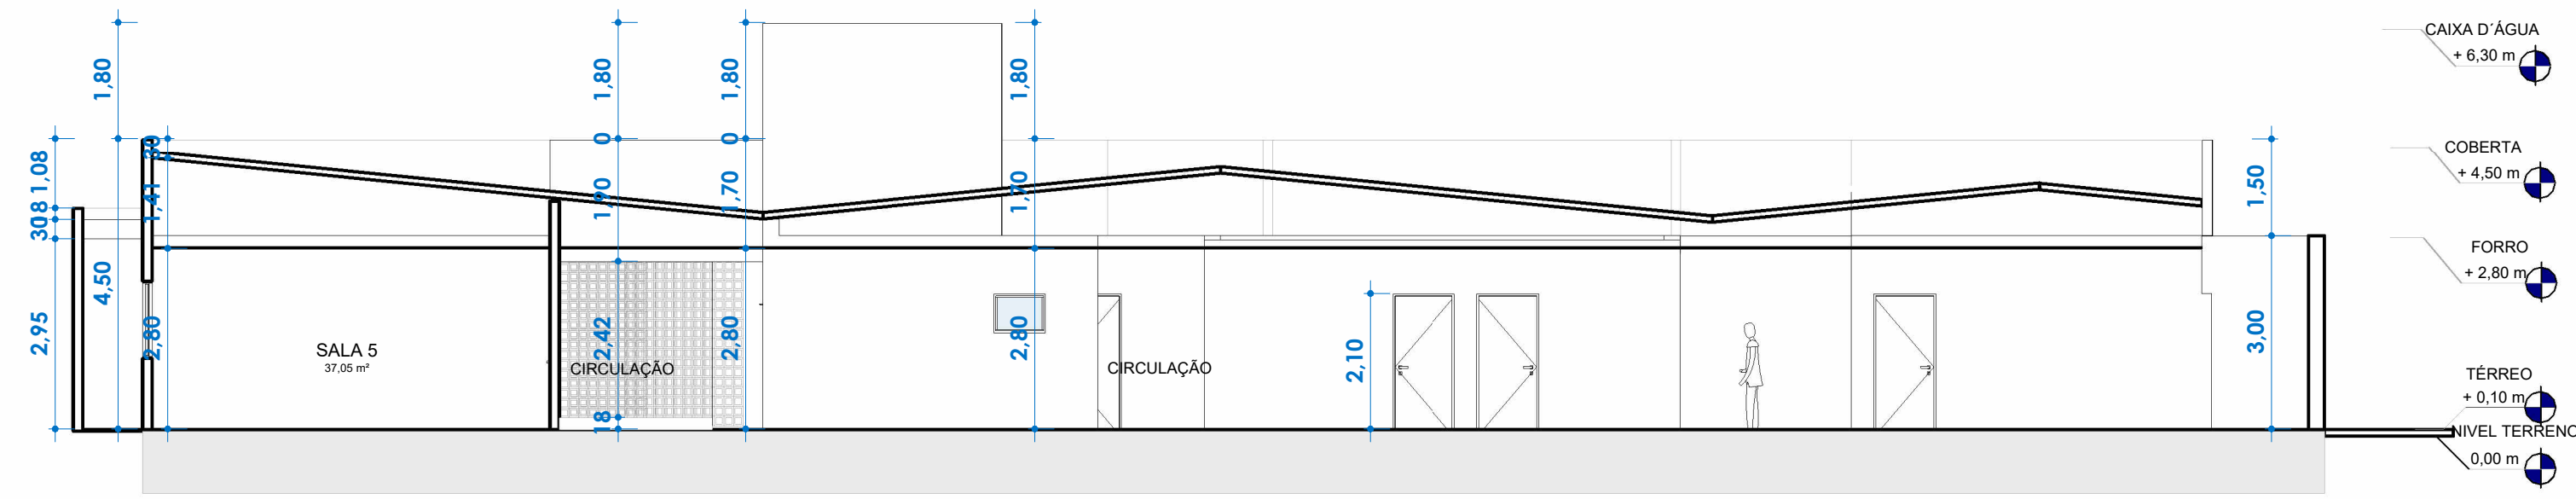 CAIXA D´ÁGUA
+ 6,30 m
1,80
1,80
1,80
1,80
COBERTA
+ 4,50 m
30
0
0
1,08
1,41
1,90
1,70
1,70
1,50
8
30
FORRO
+ 2,80 m
4,50
2,95
2,80
2,42
2,80
2,80
2,10
3,00
SALA 5
37,05 m²
CIRCULAÇÃO
CIRCULAÇÃO
TÉRREO
+ 0,10 m
18
NIVEL TERRENO
0,00 m